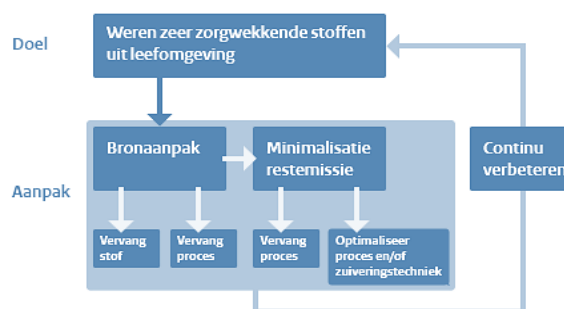 Doel
Weren zeer zorgwekkende stoffen
uit leefomgeving
Aanpak
Bronaanpak
Minimalisatie
restemissie
Continu
verbeteren
Vervang
stof
Vervang
proces
Vervang
proces
Optimaliseer
proces en/of
zuiveringstechniek